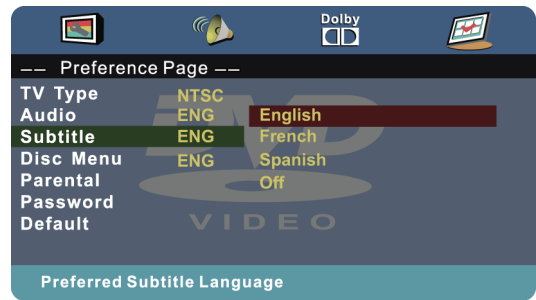 Dolby
—— Preference Page ——
TV Type NTSC
Audio ENG English
Subtitle ENG French
Disc Menu ENG Spanish
Parental Off
Password
Default
VIDEO
Preferred Subtitle Language